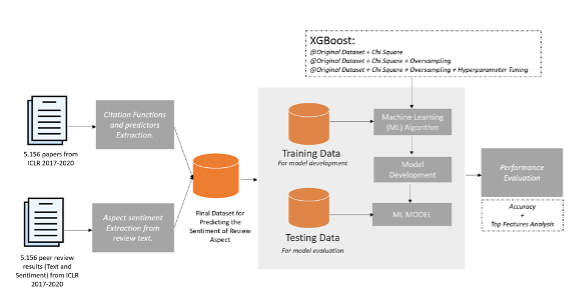 XGBoost:
@Original Dataset + Chi Square
@Original Dataset + Chi Square + Oversampling
@Original Dataset + Chi Square + Oversampling + Hyperparameter Tuning
5.156 papers from
ICLR 2017-2020
Citation Functions
and predictors
Extraction.
5.156 peer review
results (Text and
Sentiment) from ICLR
2017-2020
Aspect sentiment
Extraction from
review text.
Final Dataset for
Predicting the
Sentiment of Review
Aspect
Training Data
For model development
Testing Data
For model evaluation
Machine Learning
(ML) Algorithm
Model
Development
ML MODEL
Performance
Evaluation
Accuracy
+
Top Features Analysis